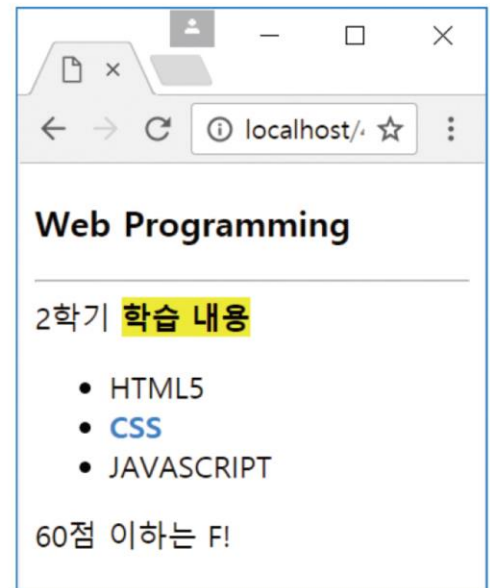 localhost/
Web Programming
2학기 학습 내용
HTML5
CSS
JAVASCRIPT
60점 이하는 F!